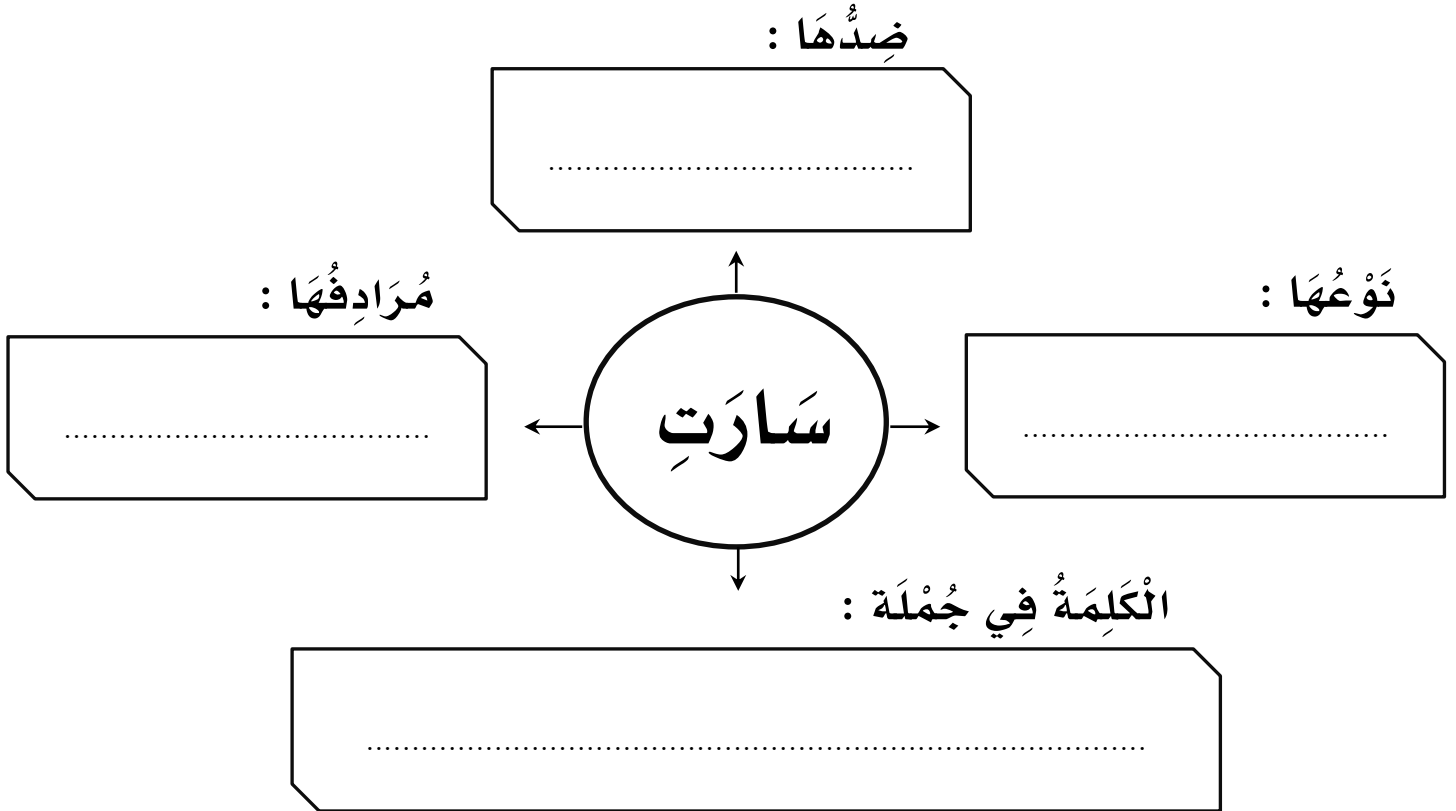 ضِدُّهَا :
نَوْعُهَا :
مُرَادِفُهَا :
سَارَتِ
الْكَلِمَةُ فِي جُمْلَة :